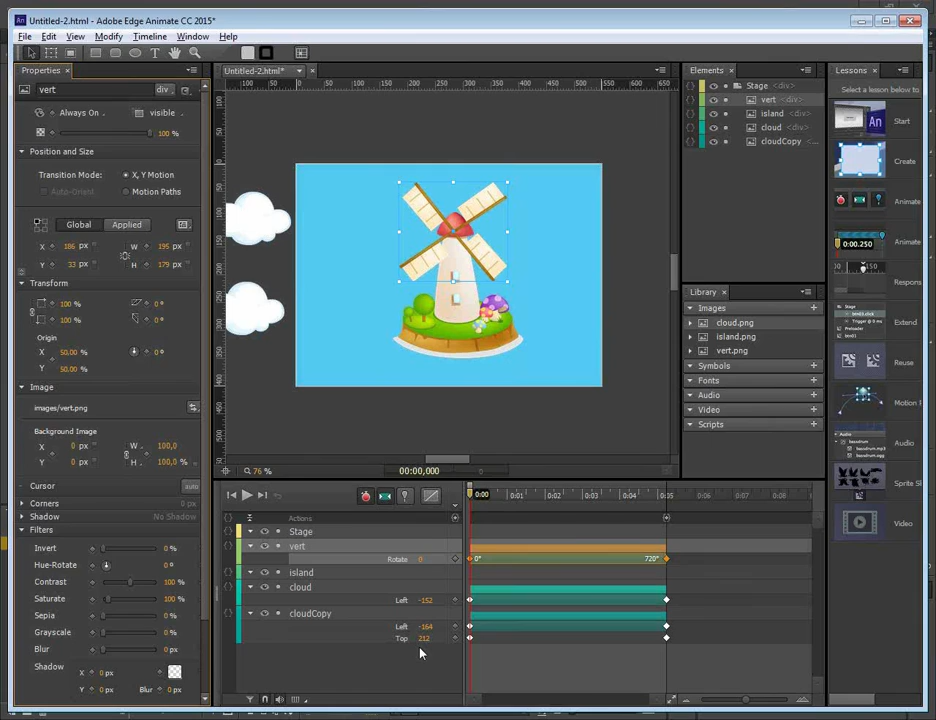 Untitled-2.html - Adobe Edge Animate CC 2015*
File Edit View Modify Timeline Window Help
Properties
vert div
Always On visible
100 %
Position and Size
Transition Mode: X, Y Motion
Auto-Orient Motion Paths
Global Applied
X 186 px W 195 px
Y 33 px H 179 px
Transform
100 % 0°
100 % 0°
Origin
X 50.00 % 0°
Y 50.00 %
Image
images/vert.png
Background Image
X 0 px W 100,0
Y 0 px H 100,0 %
Cursor auto
Corners
Shadow No Shadow
Filters
Invert 0 %
Hue-Rotate 0°
Contrast 100 %
Saturate 100 %
Sepia 0 %
Grayscale 0 %
Blur 0 px
Shadow X 0 px
Y 0 px Blur 0 px
Untitled-2.html*
100 50 0 50 100 150 200 250 300 350 400 450 500 550 600 650
76 % 00:00,000
0:00 0:01 0:02 0:03 0:04 0:05 0:06 0:07 0:08
Actions
Stage
vert
Rotate 0 0° 720°
island
cloud
Left -152
cloudCopy
Left -164
Top 212
Elements
Stage <div>
vert <div>
island <div>
cloud <div>
cloudCopy <di...
Library
Images
cloud.png
island.png
vert.png
Symbols
Fonts
Audio
Video
Scripts
Lessons
Select a lesson below to
Start
Create
Animate
Animate
0:00.250
Respons
Extend
Reuse
Motion P
Audio
Sprite Sl
Video